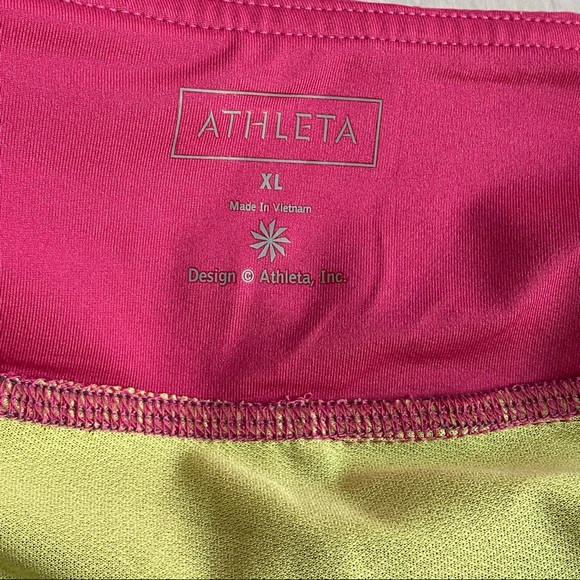 ATHLETA
XL
Made In Vietnam
Design © Athleta, Inc.